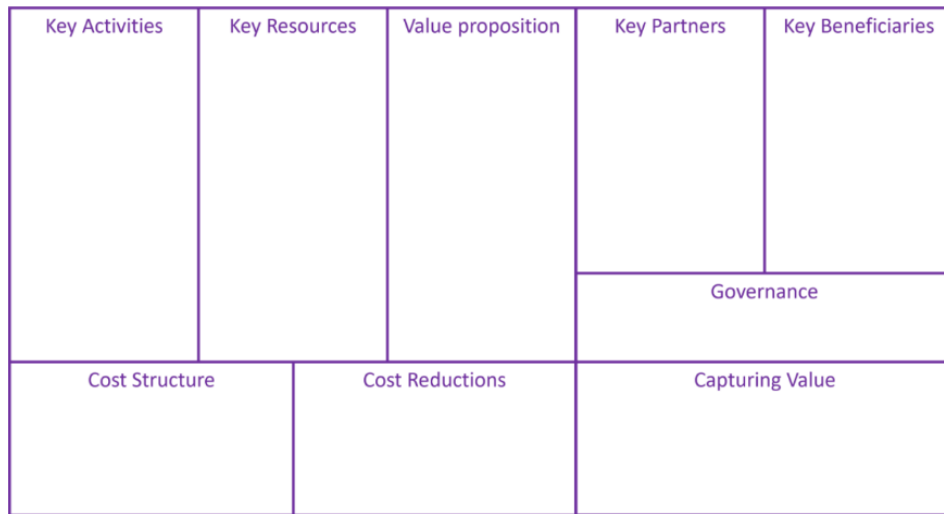 Key Activities
Key Resources
Value proposition
Key Partners
Key Beneficiaries
Governance
Cost Structure
Cost Reductions
Capturing Value